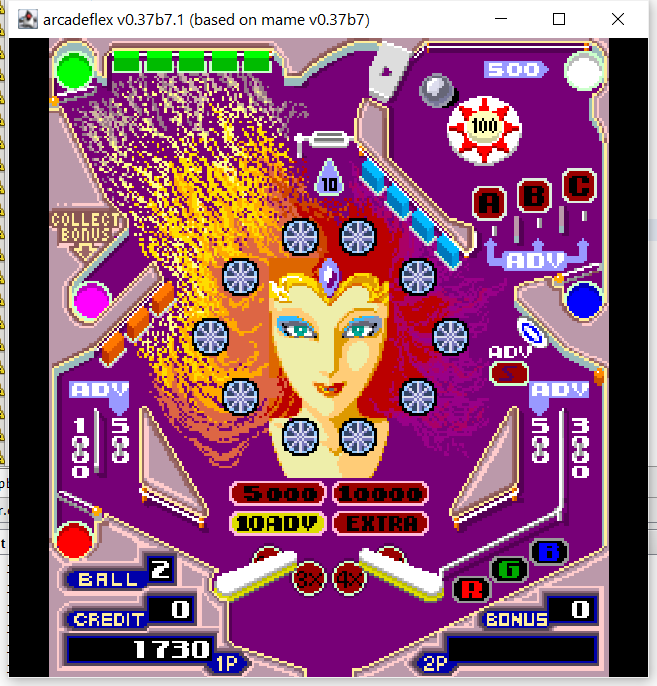 arcadeflex v0.37b7.1 (based on mame v0.37b7)
500
100
10
A B C
COLLECT
BONUS
ADV
ADV
ADV
ADV
1000
500
500
3000
5000 10000
10ADV EXTRA
3X 4X
R G B
BALL 2
CREDIT 0
BONUS 0
1730 1P
2P